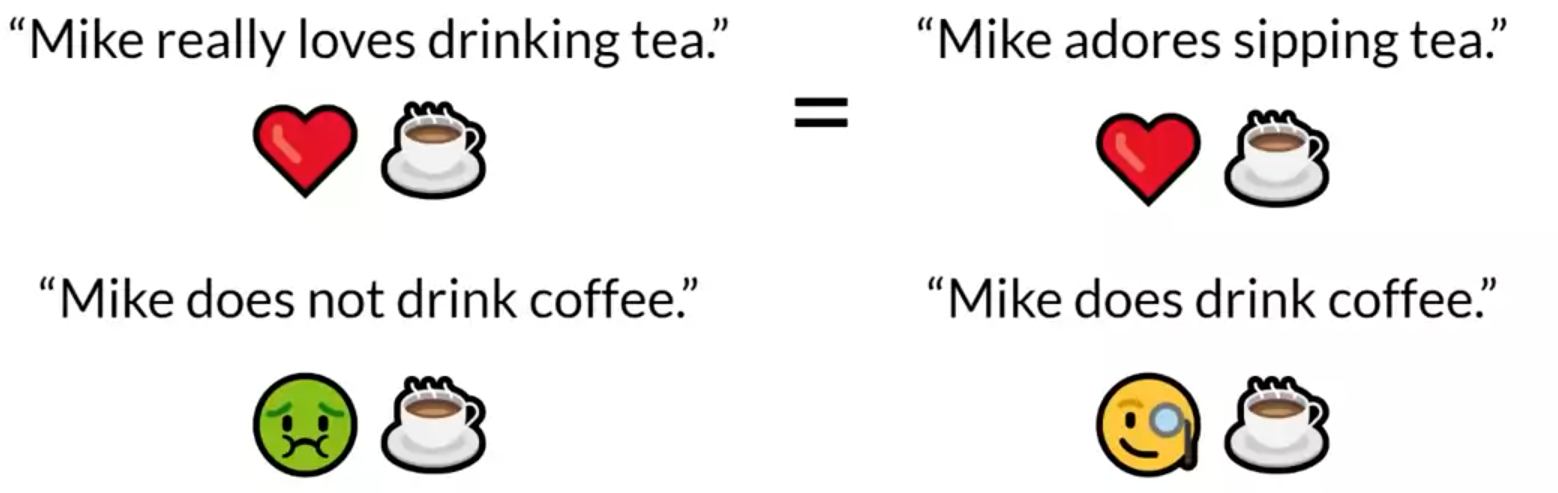 “Mike really loves drinking tea.”
“Mike adores sipping tea.”
=
“Mike does not drink coffee.”
“Mike does drink coffee.”